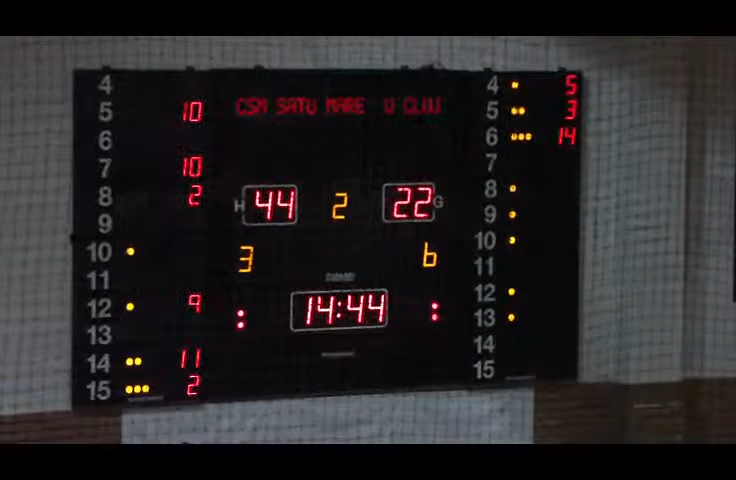 CSM SATU MARE U CLUJ
4 4 5
5 10 5 3
6 6 14
7 10 7
8 2 8
H 44 2 22 G
9 9
10 3 6 10
11 11
12 9 14:44 12
13 13
14 11 14
15 2 15